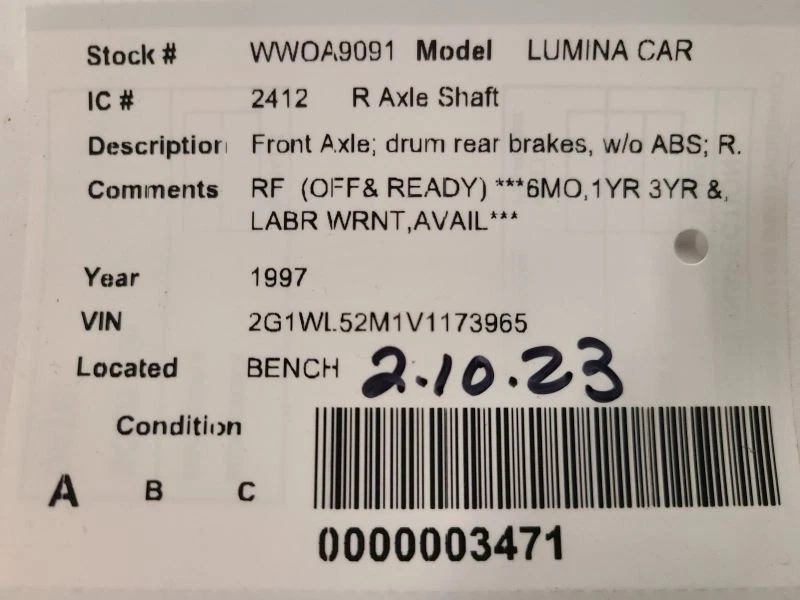 Stock # WWOA9091 Model LUMINA CAR
IC # 2412 R Axle Shaft
Description Front Axle; drum rear brakes, w/o ABS; R.
Comments RF (OFF& READY) ***6MO,1YR 3YR &,
LABR WRNT,AVAIL***
Year 1997
VIN 2G1WL52M1V1173965
Located BENCH 2.10.23
Condition
A B C
0000003471